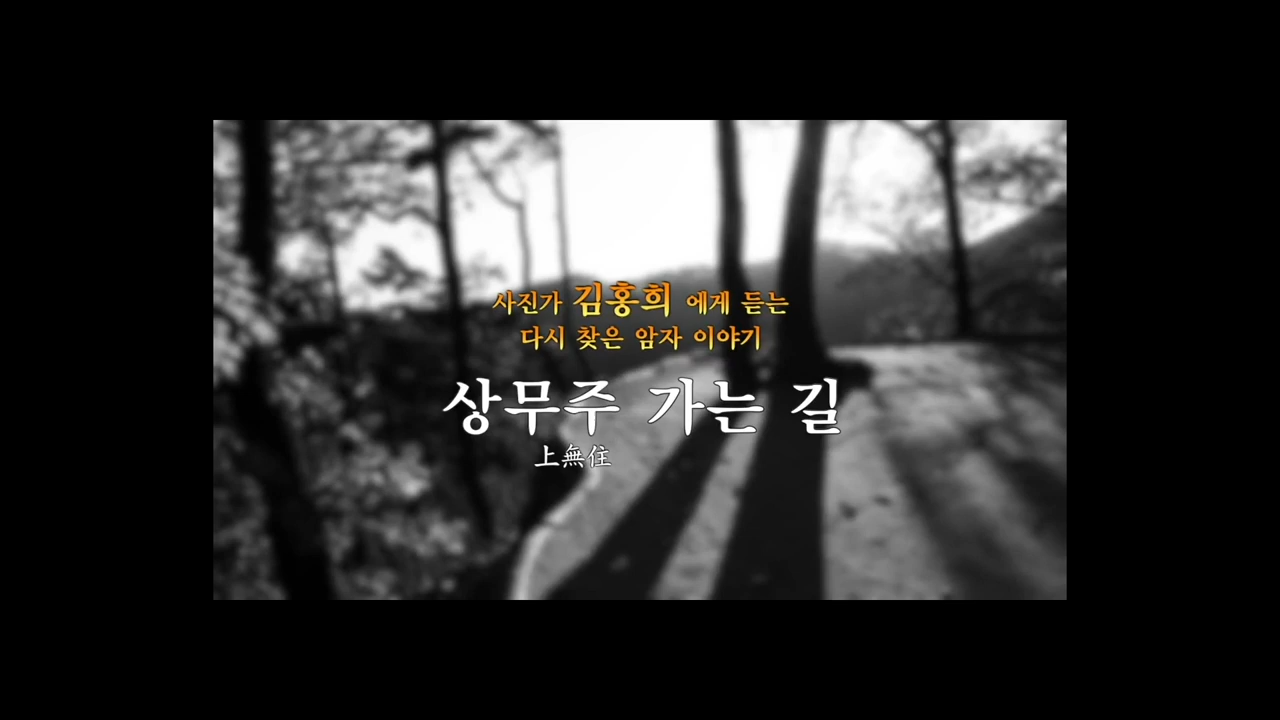 사진가 김홍희 에게 듣는
다시 찾은 암자 이야기
상무주 가는 길
上無住